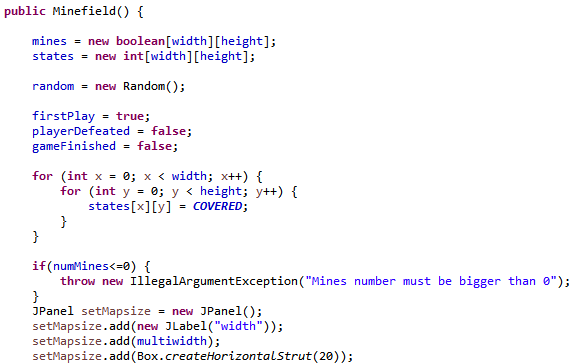 public Minefield() {
mines = new boolean[width][height];
states = new int[width][height];
random = new Random();
firstPlay = true;
playerDefeated = false;
gameFinished = false;
for (int x = 0; x < width; x++) {
for (int y = 0; y < height; y++) {
states[x][y] = COVERED;
}
}
if(numMines<=0) {
throw new IllegalArgumentException("Mines number must be bigger than 0");
}
JPanel setMapsize = new JPanel();
setMapsize.add(new JLabel("width"));
setMapsize.add(multiwidth);
setMapsize.add(Box.createHorizontalStrut(20));